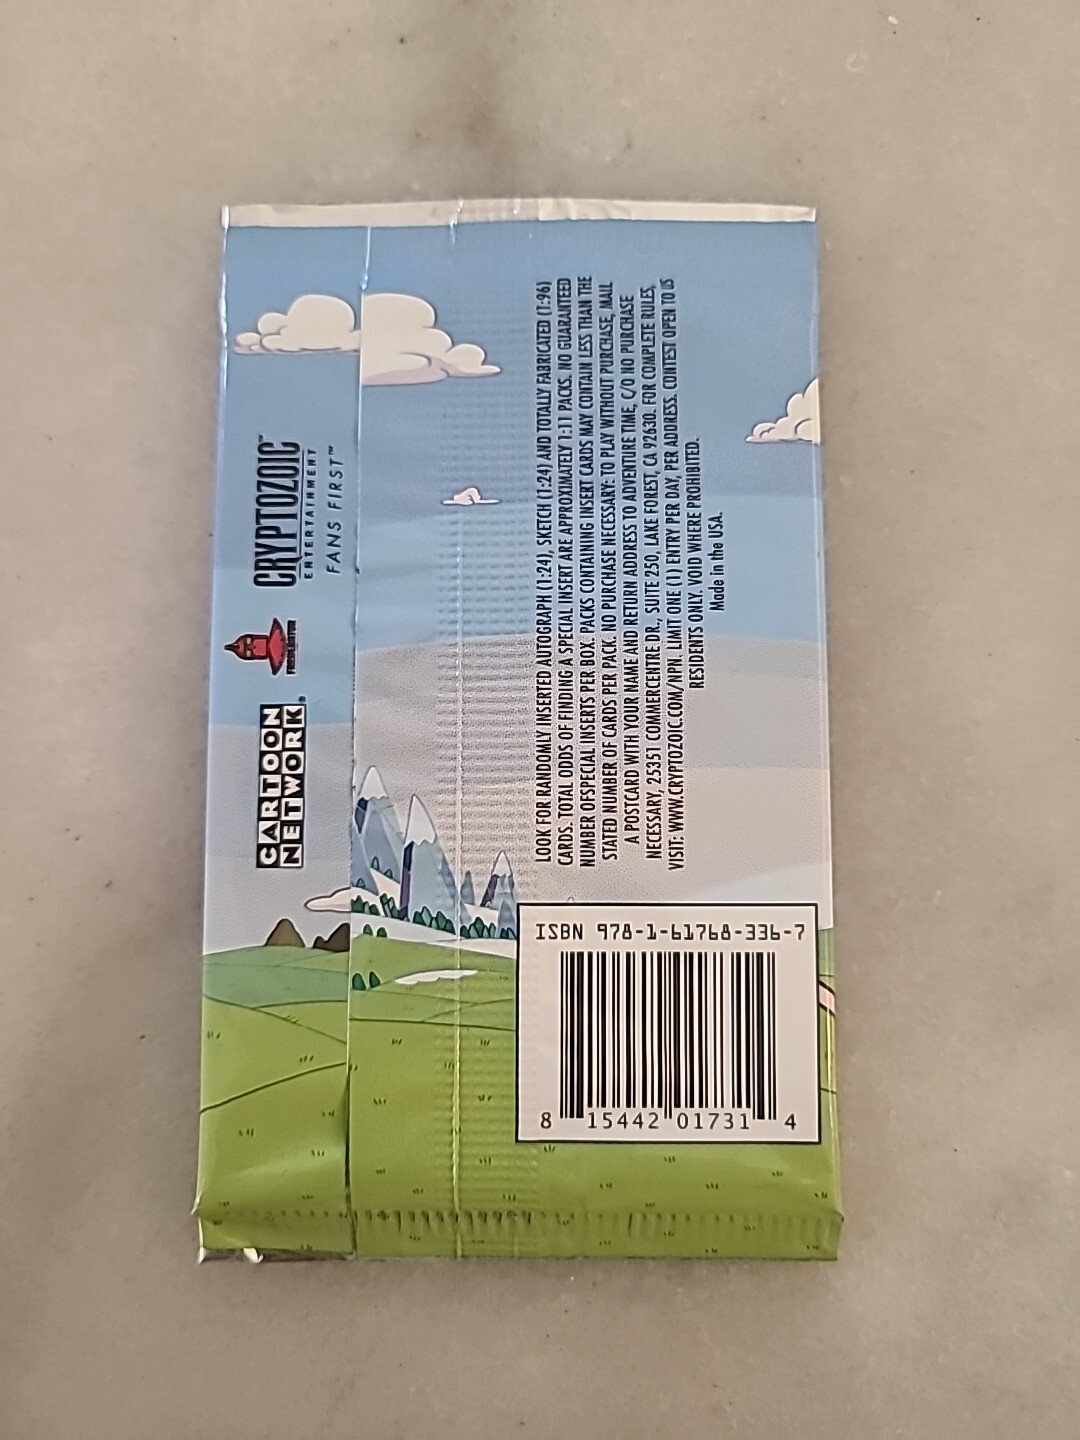 CARTOON
NETWORK®
FREDERATOR
CRYPTOZOIC™
ENTERTAINMENT
FANS FIRST™
LOOK FOR RANDOMLY INSERTED AUTOGRAPH (1:24), SKETCH (1:24) AND TOTALLY FABRICATED (1:96)
CARDS. TOTAL ODDS OF FINDING A SPECIAL INSERT ARE APPROXIMATELY 1:11 PACKS. NO GUARANTEED
NUMBER OFSPECIAL INSERTS PER BOX. PACKS CONTAINING INSERT CARDS MAY CONTAIN LESS THAN THE
STATED NUMBER OF CARDS PER PACK. NO PURCHASE NECESSARY: TO PLAY WITHOUT PURCHASE, MAIL
A POSTCARD WITH YOUR NAME AND RETURN ADDRESS TO ADVENTURE TIME, C/O NO PURCHASE
NECESSARY, 25351 COMMERCENTRE DR., SUITE 250, LAKE FOREST, CA 92630. FOR COMPLETE RULES,
VISIT: WWW.CRYPTOZOIC.COM/NPN. LIMIT ONE (1) ENTRY PER DAY, PER ADDRESS. CONTEST OPEN TO US
RESIDENTS ONLY. VOID WHERE PROHIBITED.
Made in the USA.
ISBN 978-1-61768-336-7
8 15442 01731 4